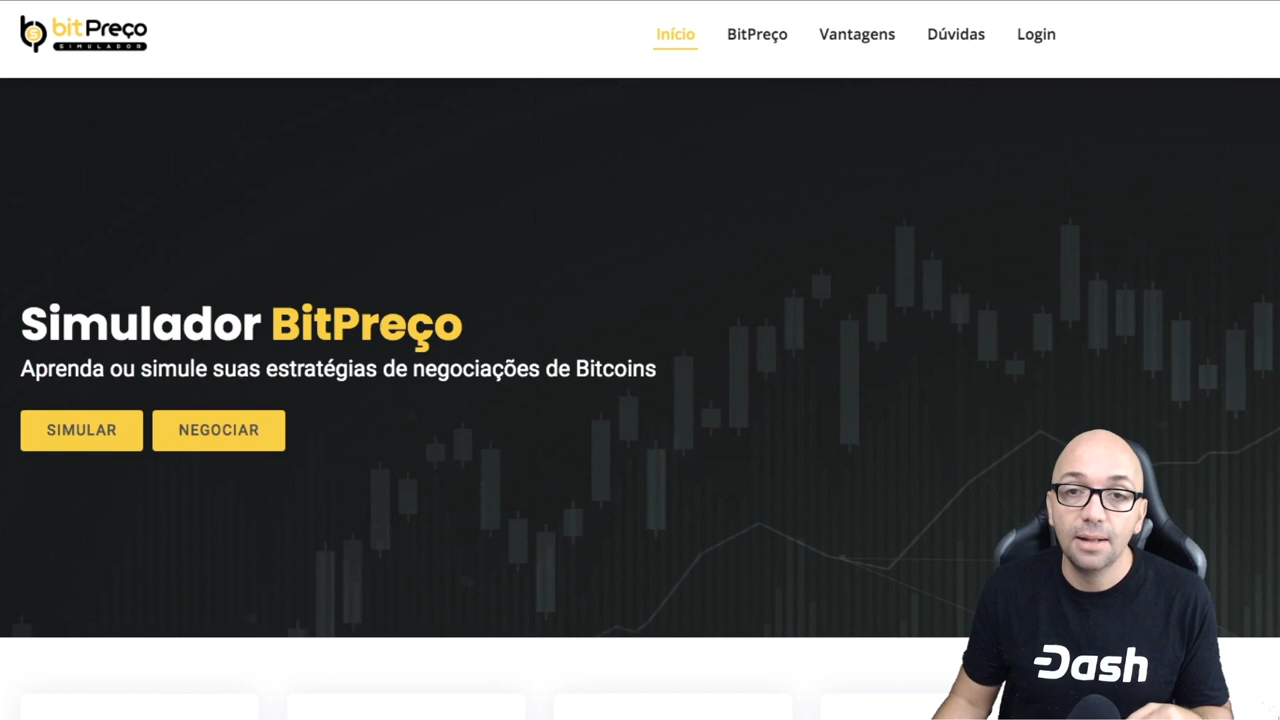 bitPreço
SIMULADOR
Início
BitPreço
Vantagens
Dúvidas
Login
Simulador BitPreço
Aprenda ou simule suas estratégias de negociações de Bitcoins
SIMULAR
NEGOCIAR
Dash